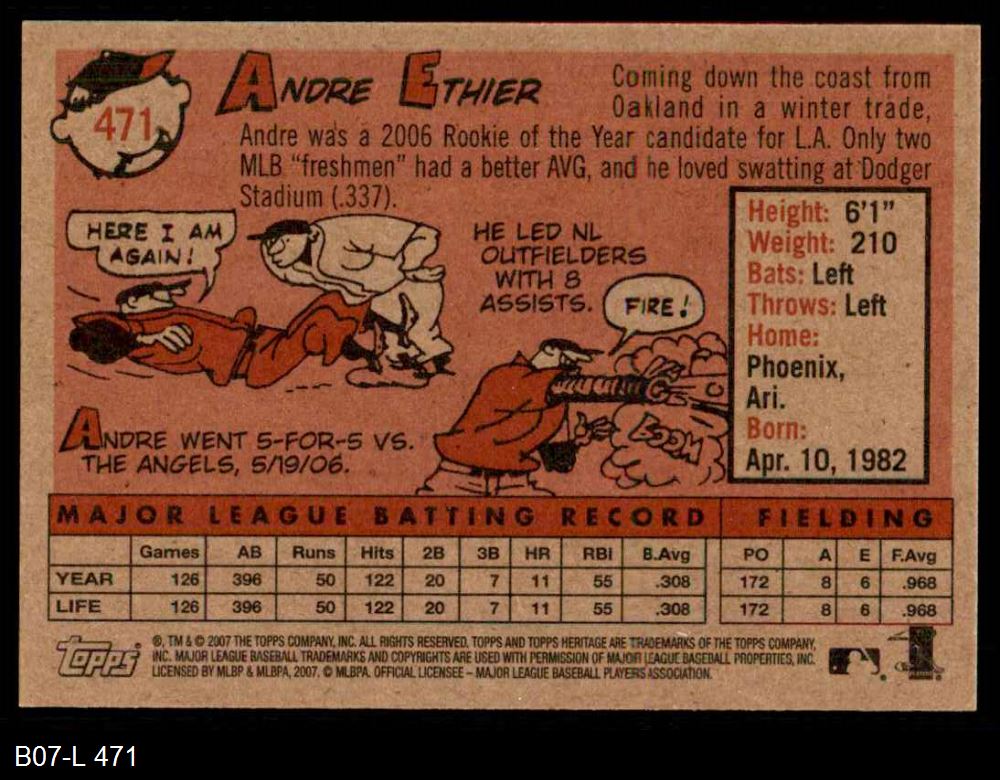 471
ANDRE ETHIER
Coming down the coast from
Oakland in a winter trade,
Andre was a 2006 Rookie of the Year candidate for L.A. Only two
MLB "freshmen" had a better AVG, and he loved swatting at Dodger
Stadium (.337).
HERE I AM
AGAIN!
HE LED NL
OUTFIELDERS
WITH 8
ASSISTS.
FIRE!
BOOM
ANDRE WENT 5-FOR-5 VS.
THE ANGELS, 5/19/06.
Height: 6'1"
Weight: 210
Bats: Left
Throws: Left
Home:
Phoenix,
Ari.
Born:
Apr. 10, 1982
MAJOR LEAGUE BATTING RECORD FIELDING
Games AB Runs Hits 2B 3B HR RBI B.Avg PO A E F.Avg
YEAR 126 396 50 122 20 7 11 55 .308 172 8 6 .968
LIFE 126 396 50 122 20 7 11 55 .308 172 8 6 .968
Topps
®, TM & © 2007 THE TOPPS COMPANY, INC. ALL RIGHTS RESERVED. TOPPS AND TOPPS HERITAGE ARE TRADEMARKS OF THE TOPPS COMPANY,
INC. MAJOR LEAGUE BASEBALL TRADEMARKS AND COPYRIGHTS ARE USED WITH PERMISSION OF MAJOR LEAGUE BASEBALL PROPERTIES, INC.
LICENSED BY MLBP & MLBPA, 2007. © MLBPA. OFFICIAL LICENSEE – MAJOR LEAGUE BASEBALL PLAYERS ASSOCIATION.
B07-L 471